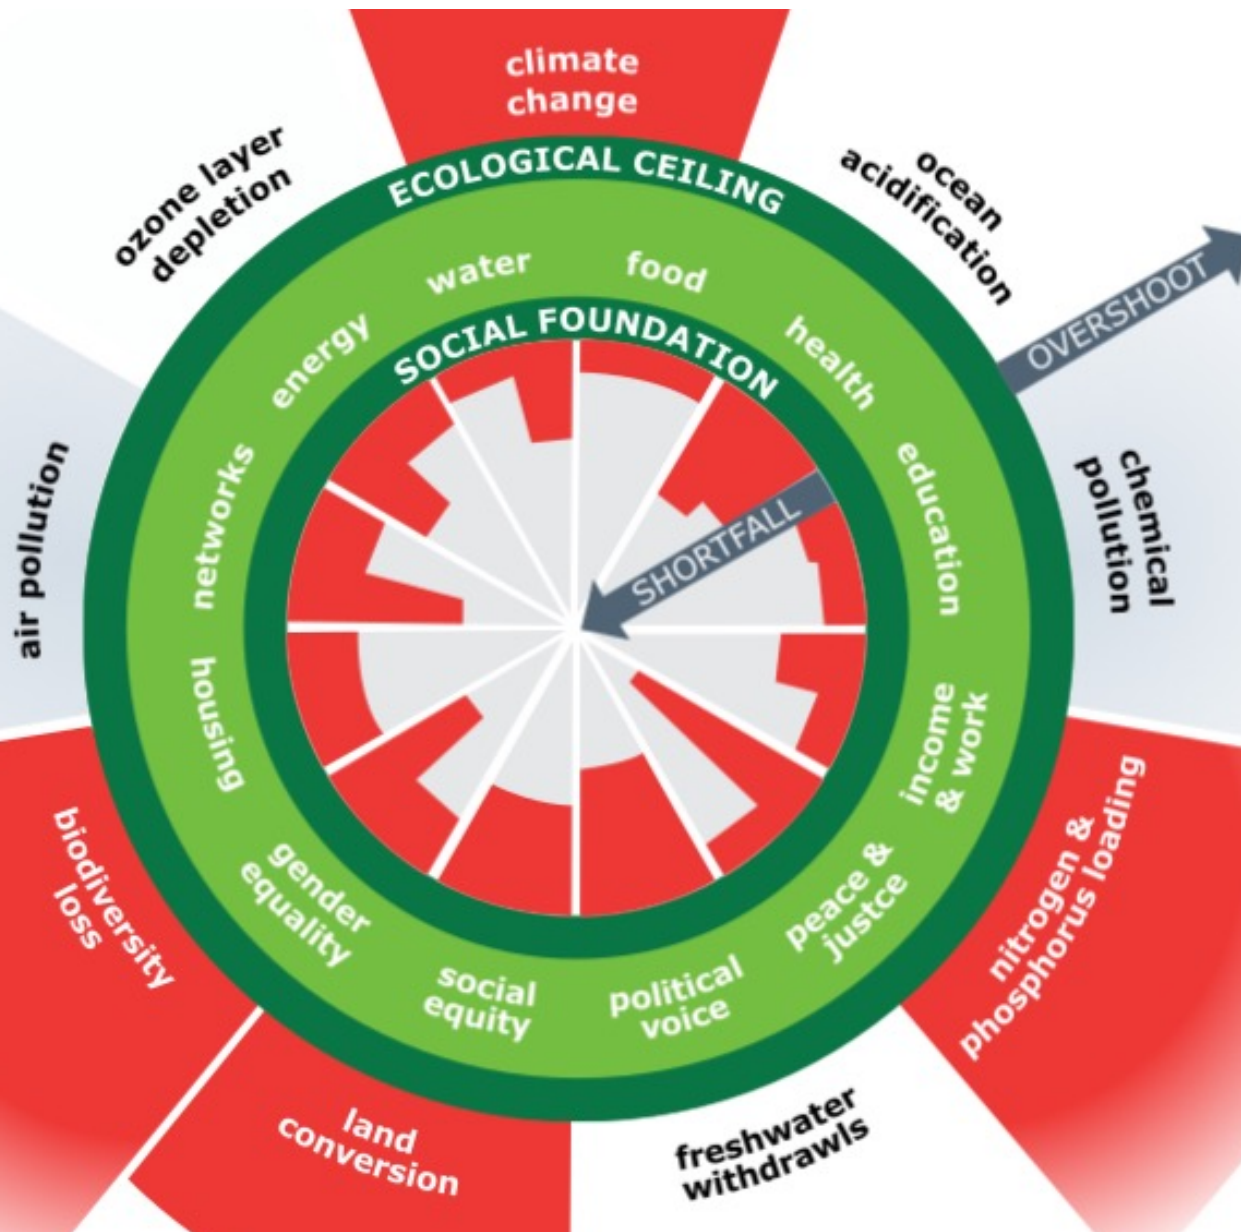 climate
change
ocean
acidification
chemical
pollution
nitrogen &
phosphorus loading
freshwater
withdrawls
land
conversion
biodiversity
loss
air pollution
ozone layer
depletion
ECOLOGICAL CEILING
OVERSHOOT
water
food
health
education
income
& work
peace &
justce
political
voice
social
equity
gender
equality
housing
networks
energy
SOCIAL FOUNDATION
SHORTFALL